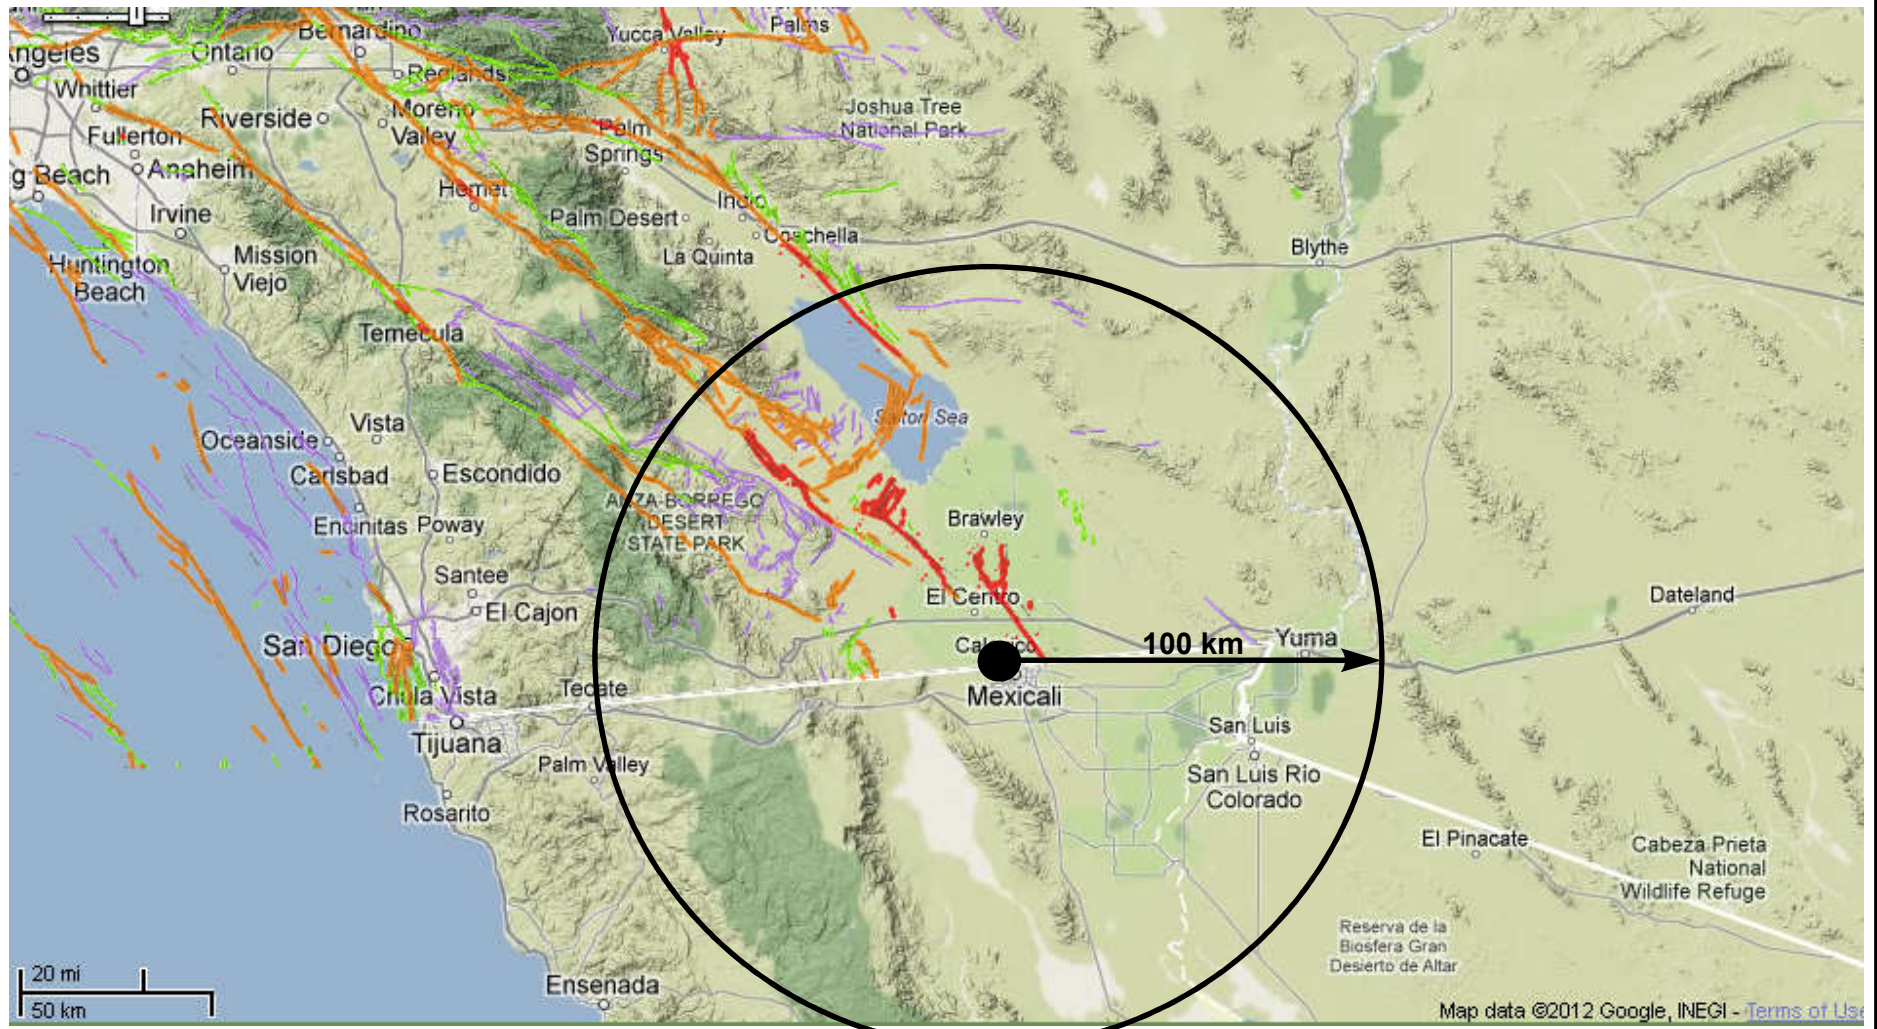 Bernardino
Palms
Yucca Valley
Angeles
Ontario
Redlands
Whittier
Joshua Tree
National Park
Riverside
Moreno
Valley
Fullerton
Palm
Springs
Anaheim
g Beach
Hemet
Irvine
Palm Desert
Indio
Coachella
Mission
Viejo
La Quinta
Blythe
Huntington
Beach
Temecula
Salton Sea
Vista
Oceanside
Carlsbad
Escondido
ANZA-BORREGO
DESERT
STATE PARK
Brawley
Encinitas
Poway
Santee
El Cajon
El Centro
Dateland
San Diego
Calexico
100 km
Yuma
Chula Vista
Tecate
Mexicali
Tijuana
San Luis
Palm Valley
San Luis Rio
Colorado
Rosarito
El Pinacate
Cabeza Prieta
National
Wildlife Refuge
Reserva de la
Biosfera Gran
Desierto de Altar
20 mi
50 km
Ensenada
Map data ©2012 Google, INEGI - Terms of Use